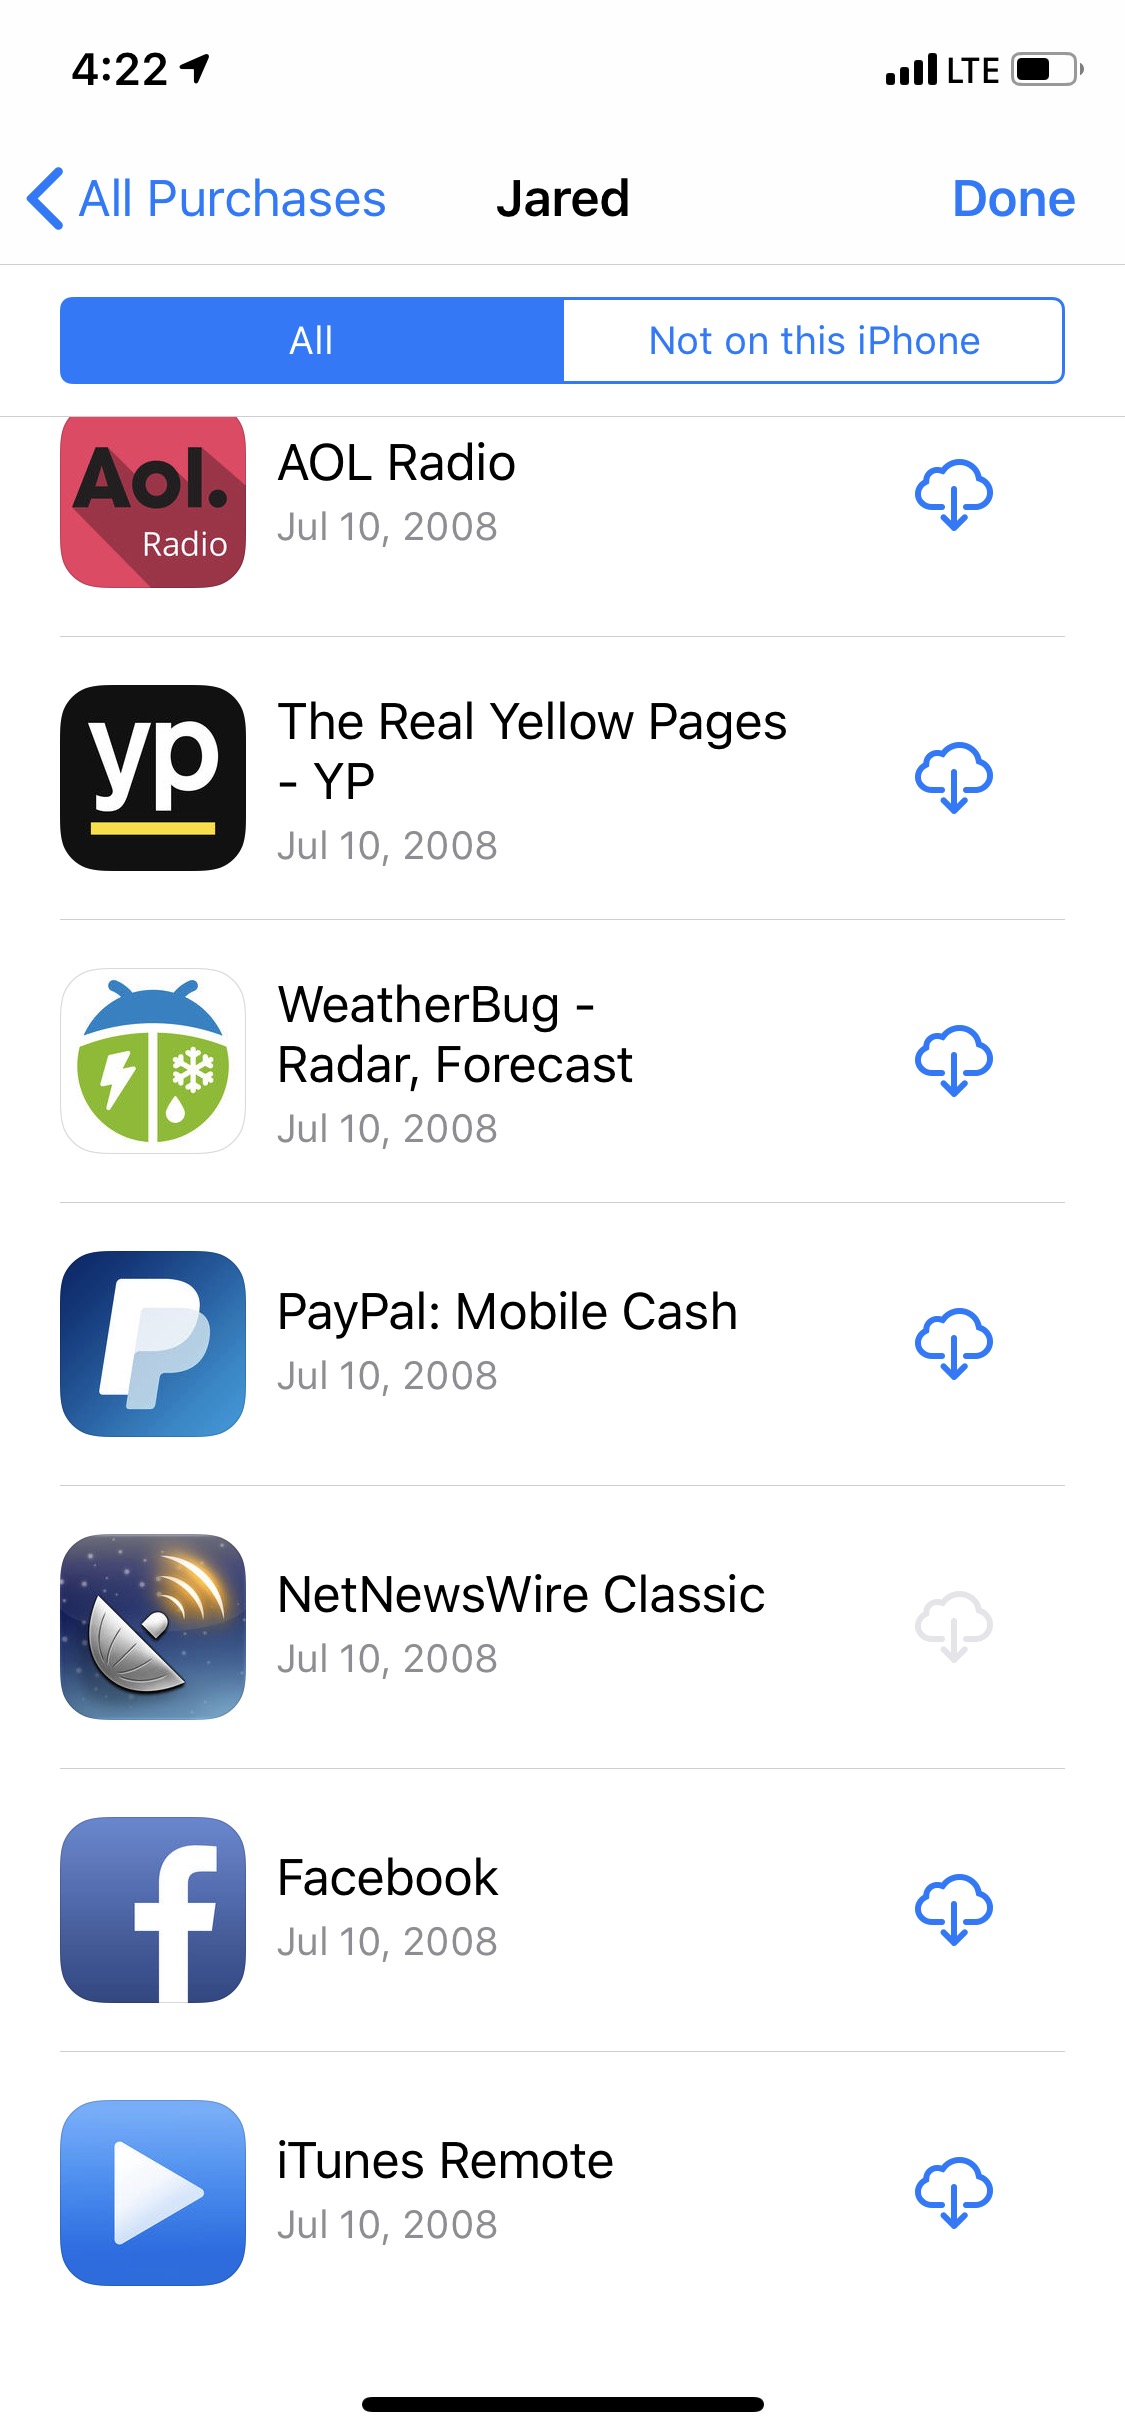 4:22
LTE
All Purchases
Jared
Done
All
Not on this iPhone
Aol.
Radio
AOL Radio
Jul 10, 2008
yp
The Real Yellow Pages
- YP
Jul 10, 2008
WeatherBug -
Radar, Forecast
Jul 10, 2008
PayPal: Mobile Cash
Jul 10, 2008
NetNewsWire Classic
Jul 10, 2008
f
Facebook
Jul 10, 2008
iTunes Remote
Jul 10, 2008